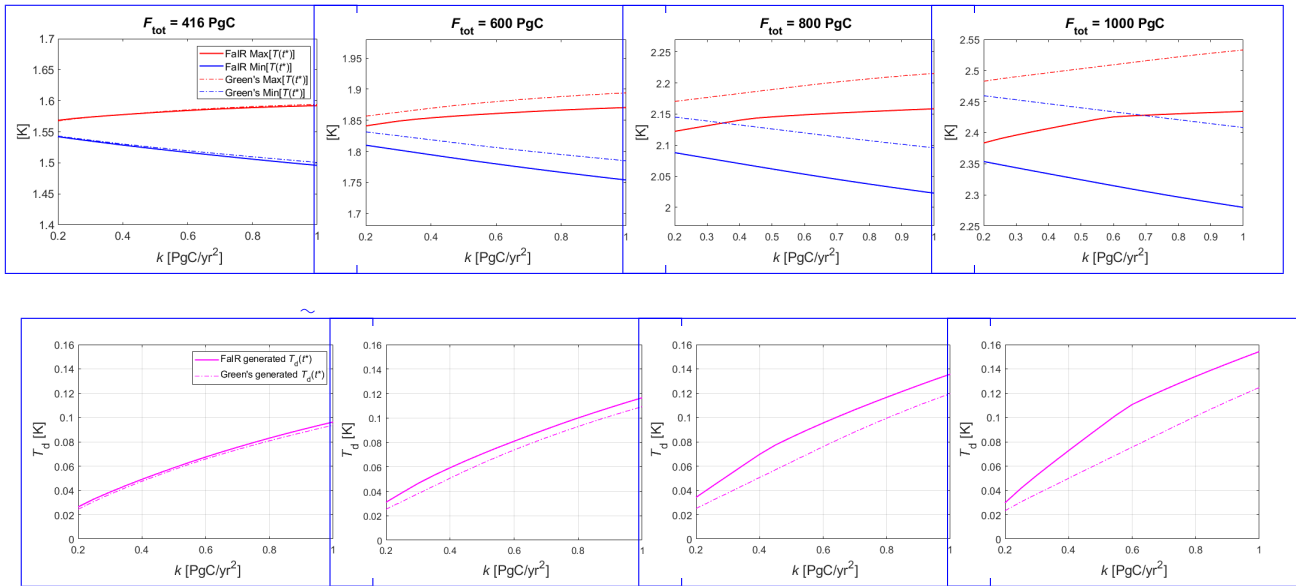 F_tot = 416 PgC
F_tot = 600 PgC
F_tot = 800 PgC
F_tot = 1000 PgC
1.7
1.65
1.6
1.55
1.5
1.45
1.4
[K]
FaIR Max[T(t*)]
FaIR Min[T(t*)]
Green's Max[T(t*)]
Green's Min[T(t*)]
0.2 0.4 0.6 0.8 1
k [PgC/yr²]
1.95
1.9
1.85
1.8
1.75
1.7
[K]
0.2 0.3 0.4 0.5 0.6 0.7 0.8 0.9 1
k [PgC/yr²]
2.25
2.2
2.15
2.1
2.05
2
[K]
0.2 0.3 0.4 0.5 0.6 0.7 0.8 0.9 1
k [PgC/yr²]
2.55
2.5
2.45
2.4
2.35
2.3
2.25
[K]
0.2 0.3 0.4 0.5 0.6 0.7 0.8 0.9 1
k [PgC/yr²]
~
0.16
0.14
0.12
0.1
0.08
0.06
0.04
0.02
0
T_d [K]
FaIR generated T_d(t*)
Green's generated T_d(t*)
0.2 0.4 0.6 0.8 1
k [PgC/yr²]
0.16
0.14
0.12
0.1
0.08
0.06
0.04
0.02
0
T_d [K]
0.2 0.4 0.6 0.8 1
k [PgC/yr²]
0.16
0.14
0.12
0.1
0.08
0.06
0.04
0.02
0
T_d [K]
0.2 0.4 0.6 0.8 1
k [PgC/yr²]
0.16
0.14
0.12
0.1
0.08
0.06
0.04
0.02
0
T_d [K]
0.2 0.4 0.6 0.8 1
k [PgC/yr²]